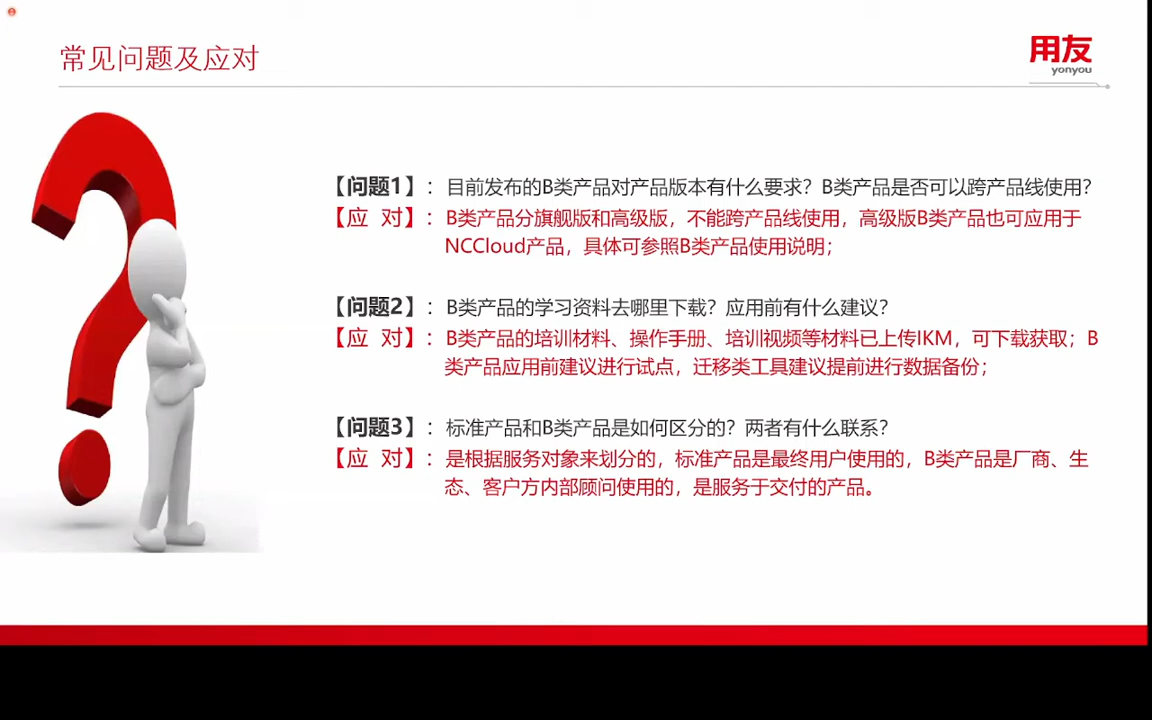 常见问题及应对
用友
yonyou
【问题1】：目前发布的B类产品对产品版本有什么要求？B类产品是否可以跨产品线使用？
【应 对】：B类产品分旗舰版和高级版，不能跨产品线使用，高级版B类产品也可应用于
NCCloud产品，具体可参照B类产品使用说明；
【问题2】：B类产品的学习资料去哪里下载？应用前有什么建议？
【应 对】：B类产品的培训材料、操作手册、培训视频等材料已上传IKM，可下载获取；B
类产品应用前建议进行试点，迁移类工具建议提前进行数据备份；
【问题3】：标准产品和B类产品是如何区分的？两者有什么联系？
【应 对】：是根据服务对象来划分的，标准产品是最终用户使用的，B类产品是厂商、生
态、客户方内部顾问使用的，是服务于交付的产品。